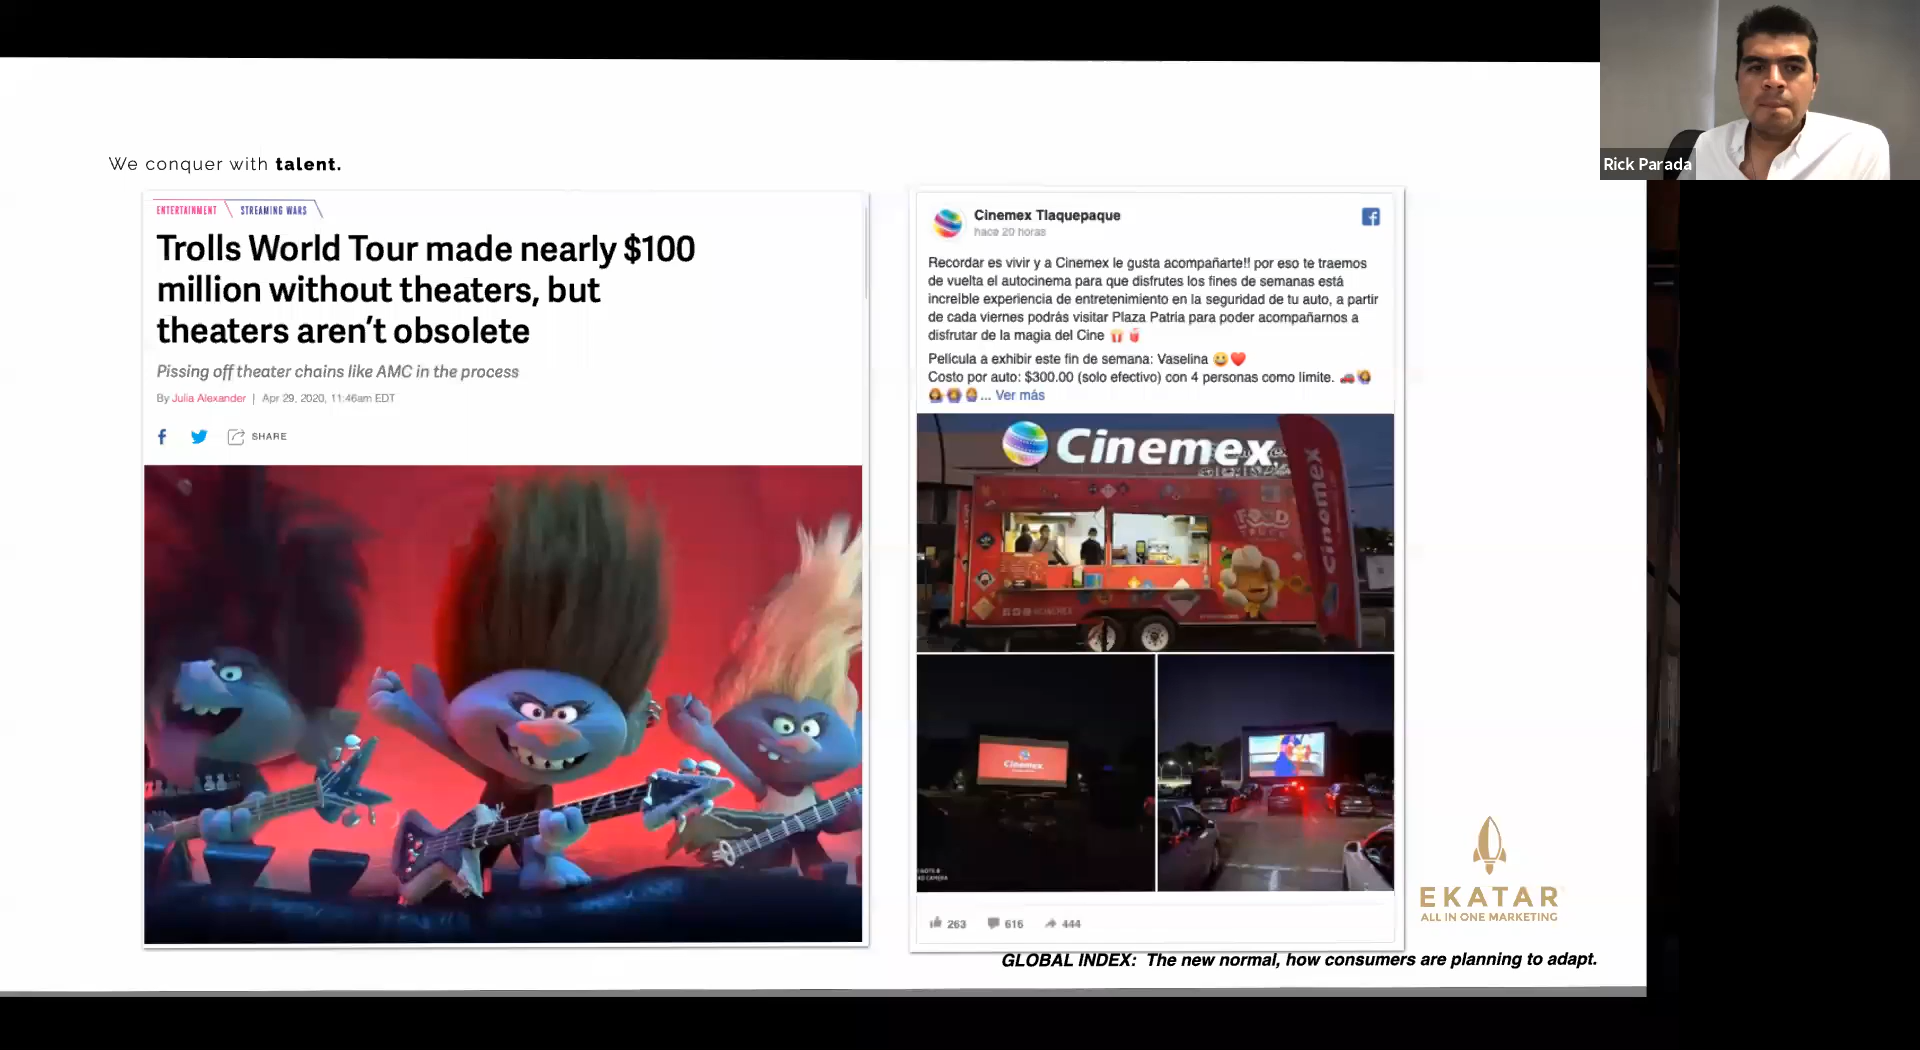 We conquer with talent.
ENTERTAINMENT
STREAMING WARS
Trolls World Tour made nearly $100
million without theaters, but
theaters aren't obsolete
Pissing off theater chains like AMC in the process
By Julia Alexander | Apr 29, 2020, 11:46am EDT
SHARE
Cinemex Tlaquepaque
hace 20 horas
Recordar es vivir y a Cinemex le gusta acompañarte!! por eso te traemos
de vuelta el autocinema para que disfrutes los fines de semanas está
increíble experiencia de entretenimiento en la seguridad de tu auto, a partir
de cada viernes podrás visitar Plaza Patria para poder acompañarnos a
disfrutar de la magia del Cine
Película a exhibir este fin de semana: Vaselina
Costo por auto: $300.00 (solo efectivo) con 4 personas como límite.
... Ver más
Cinemex
Cinemex
FOOD
Cinemex
263
616
444
EKATAR
ALL IN ONE MARKETING
GLOBAL INDEX: The new normal, how consumers are planning to adapt.
Rick Parada